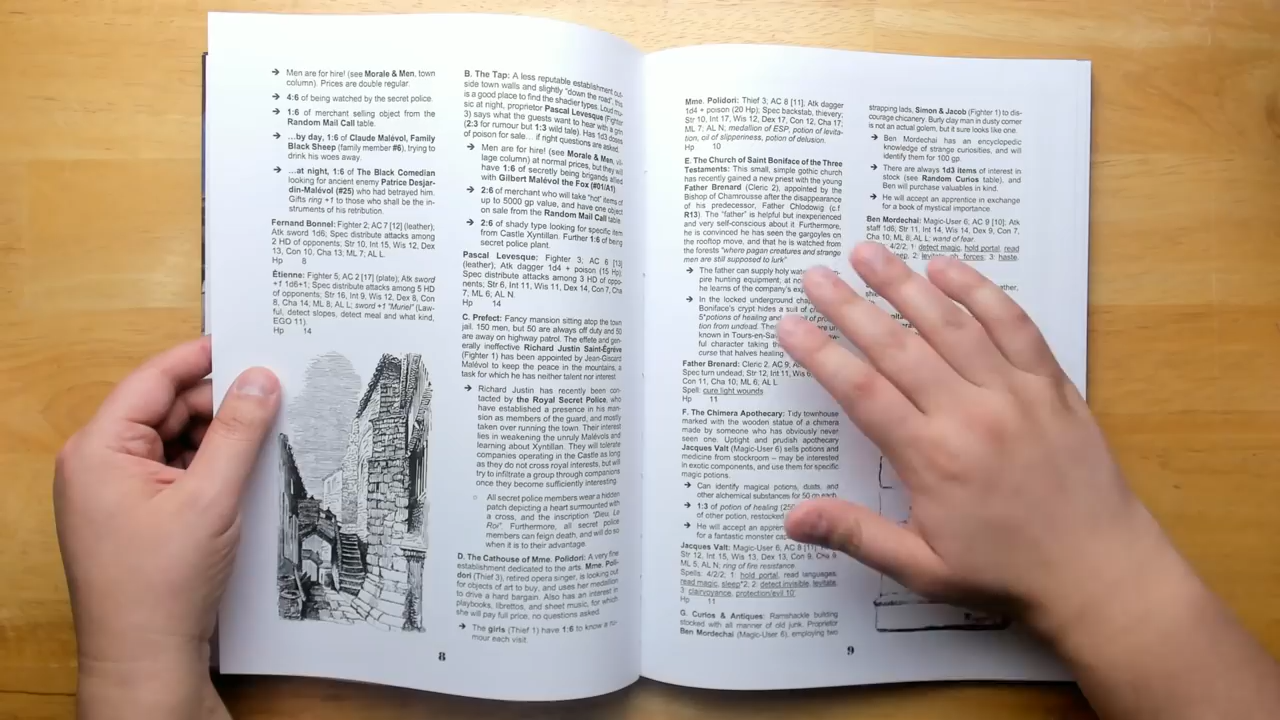 ➔ Men are for hire! (see Morale & Men, town
column). Prices are double regular.
➔ 4:6 of being watched by the secret police.
➔ 1:6 of merchant selling object from the
Random Mail Call table.
➔ ...by day, 1:6 of Claude Malévol, Family
Black Sheep (family member #6), trying to
drink his woes away.
➔ ...at night, 1:6 of The Black Comedian
looking for ancient enemy Patrice Desjar-
din-Malévol (#25) who had betrayed him.
Gifts ring +1 to those who shall be the in-
struments of his retribution.
Fernand Bonnel: Fighter 2; AC 7 [12] (leather);
Atk sword 1d6; Spec distribute attacks among
2 HD of opponents, Str 10, Int 15, Wis 12, Dex
13, Con 10, Cha 13; ML 7; AL L.
Hp 8
Étienne: Fighter 5; AC 2 [17] (plate); Atk sword
+1 1d6+1; Spec distribute attacks among 5 HD
of opponents; Str 16, Int 9, Wis 12, Dex 8, Con
8, Cha 14, ML 8; AL L; sword +1 "Muriel" (Law-
ful, detect slopes, detect meal and what kind,
EGO 11).
Hp 14
B. The Tap: A less reputable establishment out-
side town walls and slightly "down the road", this
is a good place to find the shadier types. Loud mu-
sic at night, proprietor Pascal Levesque (Fighter
3) says what the guests want to hear with a grin
(2:3 for rumour but 1:3 wild tale). Has 1d3 doses
of poison for sale... if right questions are asked.
➔ Men are for hire! (see Morale & Men, vil-
lage column) at normal prices, but they will
have 1:6 of secretly being brigands allied
with Gilbert Malévol the Fox (#01/A1)
➔ 2:6 of merchant who will take "hot" items of
up to 5000 gp value, and have one object
on sale from the Random Mail Call table.
➔ 2:6 of shady type looking for specific item
from Castle Xyntillan. Further 1:6 of being
secret police plant.
Pascal Levesque: Fighter 3; AC 6 [13]
(leather), Atk dagger 1d4 + poison (15 Hp)
Spec distribute attacks among 3 HD of oppo-
nents; Str 6, Int 11, Wis 11, Dex 14, Con 7, Cha
7; ML 6; AL N.
Hp 14
C. Prefect: Fancy mansion sitting atop the town
jail. 150 men, but 50 are always off duty and 50
are away on highway patrol. The effete and gen-
erally ineffective Richard Justin Saint-Égrève
(Fighter 1) has been appointed by Jean-Giscard
Malévol to keep the peace in the mountains, a
task for which he has neither talent nor interest.
➔ Richard Justin has recently been con-
tacted by the Royal Secret Police, who
have established a presence in his man-
sion as members of the guard, and mostly
taken over running the town. Their interest
lies in weakening the unruly Malévols and
learning about Xyntillan. They will tolerate
companies operating in the Castle as long
as they do not cross royal interests, but will
try to infiltrate a group through companions
once they become sufficiently interesting.
○ All secret police members wear a hidden
patch depicting a heart surmounted with
a cross, and the inscription "Dieu, Le
Roi". Furthermore, all secret police
members can feign death, and will do so
when it is to their advantage.
D. The Cathouse of Mme. Polidori: A very fine
establishment dedicated to the arts. Mme. Poli-
dori (Thief 3), retired opera singer, is looking out
for objects of art to buy, and uses her medallion
to drive a hard bargain. Also has an interest in
playbooks, librettos, and sheet music, for which
she will pay full price, no questions asked.
➔ The girls (Thief 1) have 1:6 to know a ru-
mour each visit.
8
Mme. Polidori: Thief 3; AC 8 [11]; Atk dagger
1d4 + poison (20 Hp), Spec backstab, thievery;
Str 10, Int 17, Wis 12, Dex 17, Con 12, Cha 17;
ML 7; AL N, medallion of ESP, potion of levita-
tion, oil of slipperiness, potion of delusion.
Hp 10
E. The Church of Saint Boniface of the Three
Testaments: This small, simple gothic church
has recently gained a new priest with the young
Father Brenard (Cleric 2), appointed by the
Bishop of Chamrousse after the disappearance
of his predecessor, Father Chlodowig (c.f.
R13). The "father" is helpful but inexperienced
and very self-conscious about it. Furthermore,
he is convinced he has seen the gargoyles on
the rooftop move, and that he is watched from
the forests "where pagan creatures and strange
men are still supposed to lurk"
➔ The father can supply holy
pire hunting equipment, at
he learns of the company's
➔ In the locked underground
Boniface's crypt hides a suit of
5*potions of healing and
tion from undead. The
known in Tours-en-
ful character taking
curse that halves healing
Father Brenard: Cleric 2, AC 9,
Spec turn undead; Str 12, Int 11, Wis
Con 11, Cha 10; ML 6; AL L
Spell: cure light wounds
Hp 11
F. The Chimera Apothecary: Tidy townhouse
marked with the wooden statue of a chimera
made by someone who has obviously never
seen one. Uptight and prudish apothecary
Jacques Valt (Magic-User 6) sells potions and
medicine from stockroom – may be interested
in exotic components, and use them for specific
magic potions.
➔ Can identify magical potions, dusts, and
other alchemical substances for 50 gp each.
➔ 1:3 of potion of healing
of other potion, restocked
➔ He will accept an
for a fantastic monster
Jacques Valt: Magic-User 6; AC 8 [11];
Str 12, Int 15, Wis 13, Dex 13, Con 9, Cha 9
ML 5, AL N; ring of fire resistance.
Spells: 4/2/2; 1: hold portal, read languages,
read magic, sleep*2; 2: detect invisible, levitate,
3: clairvoyance, protection/evil 10'
Hp 11
G. Curios & Antiques: Ramshackle building
stocked with all manner of old junk. Proprietor
Ben Mordechai (Magic-User 6), employing two
strapping lads, Simon & Jacob (Fighter 1) to dis-
courage chicanery. Burly clay man in dusty corner
is not an actual golem, but it sure looks like one.
➔ Ben Mordechai has an encyclopedic
knowledge of strange curiosities, and will
identify them for 100 gp.
➔ There are always 1d3 items of interest in
stock (see Random Curios table), and
Ben will purchase valuables in kind.
➔ He will accept an apprentice in exchange
for a book of mystical importance.
Ben Mordechai: Magic-User 6, AC 9 [10]; Atk
staff 1d6, Str 11, Int 14, Wis 14, Dex 9, Con 7,
Cha 10, ML 8; AL L; wand of fear.
4/2/2, 1: detect magic, hold portal, read
2: levitate, forces; 3: haste,
9